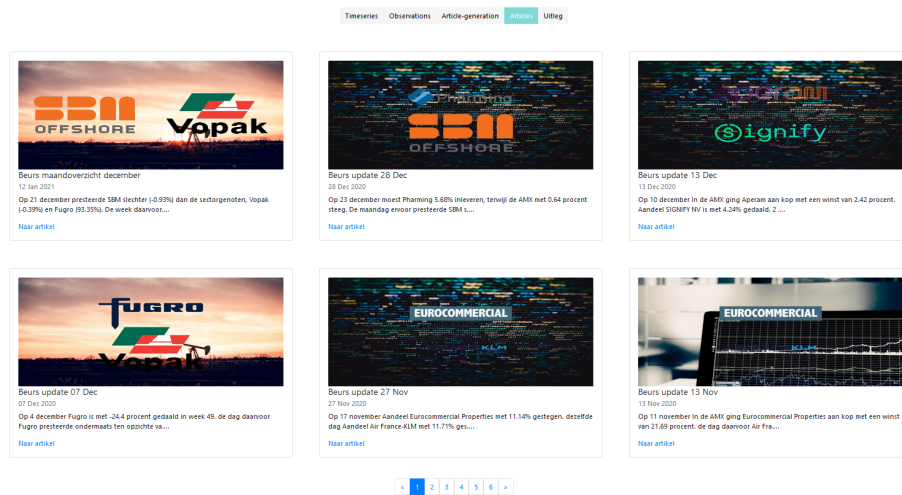 Timeseries Observations Article-generation Articles Uitleg
SBM
OFFSHORE
Vopak
Beurs maandoverzicht december
12 Jan 2021
Op 21 december presteerde SBM slechter (-0.93%) dan de sectorgenoten, Vopak
(-0.39%) en Fugro (93.35%). De week daarvoor....
Naar artikel
Pharming
SBM
OFFSHORE
Beurs update 28 Dec
28 Dec 2020
Op 23 december moest Pharming 5.68% inleveren, terwijl de AMX met 0.64 procent
steeg. De maandag ervoor presteerde SBM s....
Naar artikel
aperam
Signify
Beurs update 13 Dec
13 Dec 2020
Op 10 december In de AMX ging Aperam aan kop met een winst van 2.42 procent.
Aandeel SIGNIFY NV is met 4.24% gedaald. 2 ....
Naar artikel
FUGRO
Vopak
Beurs update 07 Dec
07 Dec 2020
Op 4 december Fugro is met -24.4 procent gedaald in week 49. de dag daarvoor
Fugro presteerde ondermaats ten opzichte va....
Naar artikel
EUROCOMMERCIAL
KLM
Beurs update 27 Nov
27 Nov 2020
Op 17 november Aandeel Eurocommercial Properties met 11.14% gestegen. dezelfde
dag Aandeel Air France-KLM met 11.71% ges....
Naar artikel
EUROCOMMERCIAL
KLM
Beurs update 13 Nov
13 Nov 2020
Op 11 november In de AMX ging Eurocommercial Properties aan kop met een winst
van 21.69 procent. de dag daarvoor Air Fra....
Naar artikel
« 1 2 3 4 5 6 »